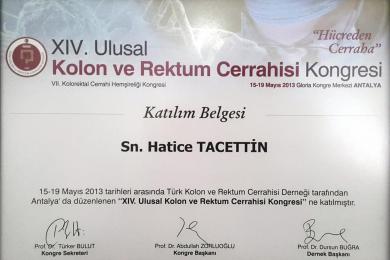 "Hücreden
Cerraha"
XIV. Ulusal
Kolon ve Rektum Cerrahisi Kongresi
VII. Kolorektal Cerrahi Hemşireliği Kongresi
15-19 Mayıs 2013 Gloria Kongre Merkezi ANTALYA
Katılım Belgesi
Sn. Hatice TACETTİN
15-19 Mayıs 2013 tarihleri arasında Türk Kolon ve Rektum Cerrahisi Derneği tarafından
Antalya' da düzenlenen "XIV. Ulusal Kolon ve Rektum Cerrahisi Kongresi" ne katılmıştır.
Prof. Dr. Türker BULUT
Kongre Sekreteri
Prof. Dr. Abdullah ZORLUOĞLU
Kongre Başkanı
Prof. Dr. Dursun BUĞRA
Dernek Başkanı